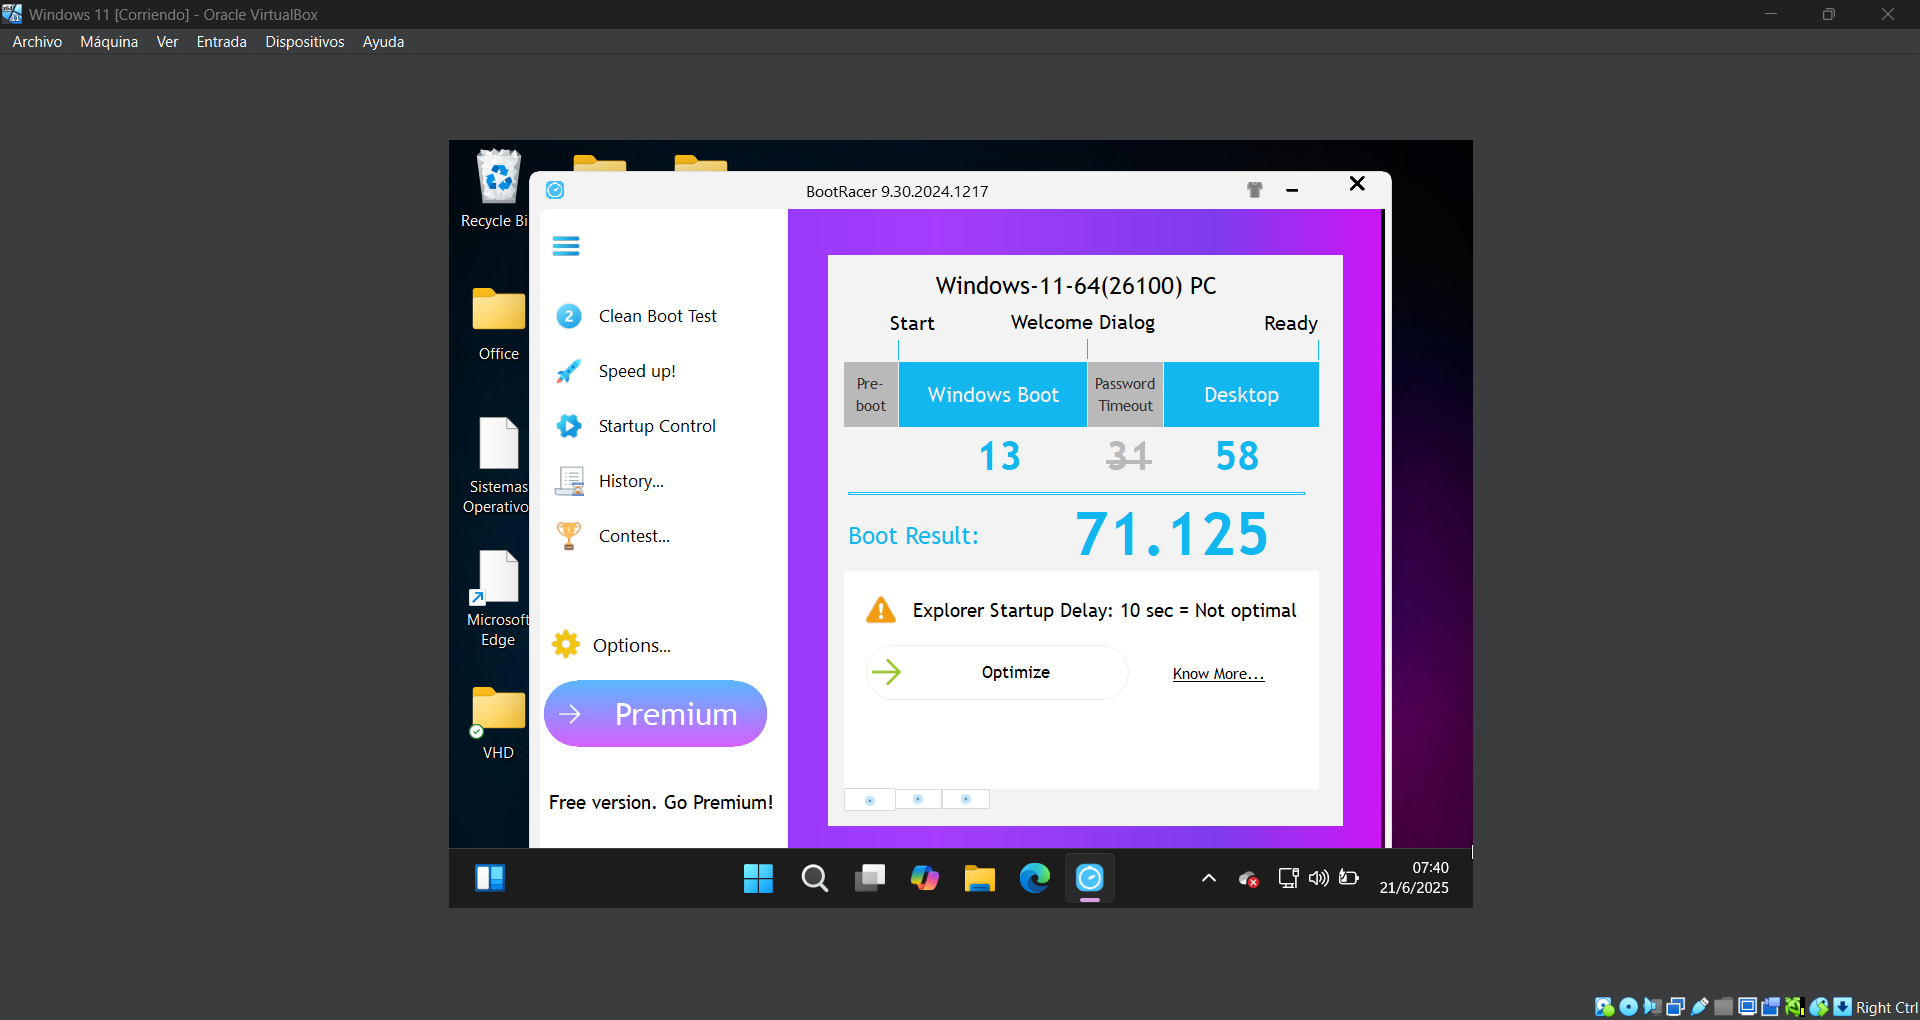 Windows 11 [Corriendo] - Oracle VirtualBox
Archivo Máquina Ver Entrada Dispositivos Ayuda
Recycle Bi
Office
Sistemas
Operativo
Microsoft
Edge
VHD
BootRacer 9.30.2024.1217
2
Clean Boot Test
Speed up!
Startup Control
History...
Contest...
Options...
Premium
Free version. Go Premium!
Windows-11-64(26100) PC
Start Welcome Dialog Ready
Pre-
boot
Windows Boot
Password
Timeout
Desktop
13 31 58
Boot Result: 71.125
Explorer Startup Delay: 10 sec = Not optimal
Optimize
Know More...
07:40
21/6/2025
Right Ctrl